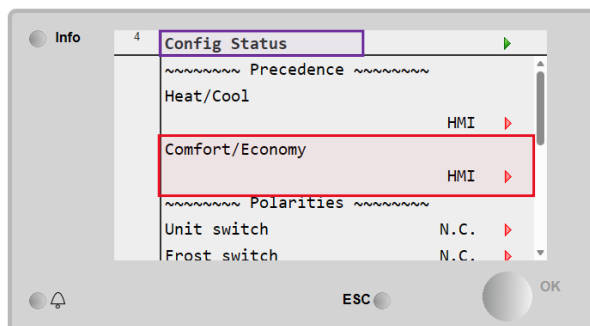 Info
4
Config Status
~~~~~~~~ Precedence ~~~~~~~~
Heat/Cool
HMI
Comfort/Economy
HMI
~~~~~~~~ Polarities ~~~~~~~~
Unit switch N.C.
Frost switch N.C.
ESC
OK